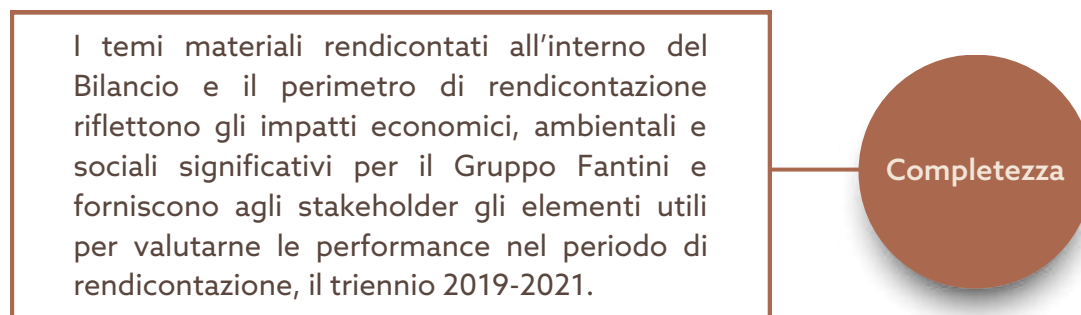 I temi materiali rendicontati all’interno del
Bilancio e il perimetro di rendicontazione
riflettono gli impatti economici, ambientali e
sociali significativi per il Gruppo Fantini e
forniscono agli stakeholder gli elementi utili
per valutarne le performance nel periodo di
rendicontazione, il triennio 2019-2021.
Completezza